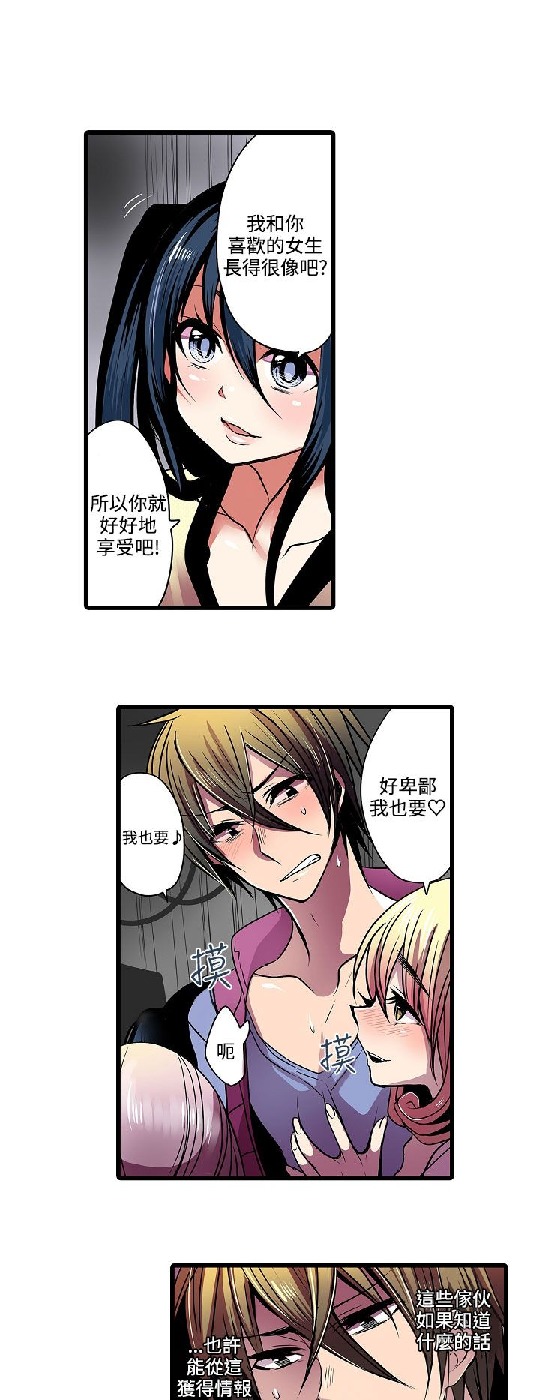 我和你
喜歡的女生
長得很像吧?
所以你就
好好地
享受吧!
好卑鄙
我也要♡
我也要♪
摸
呃
摸
這些傢伙
如果知道
什麼的話
...也許
能從這
獲得情報